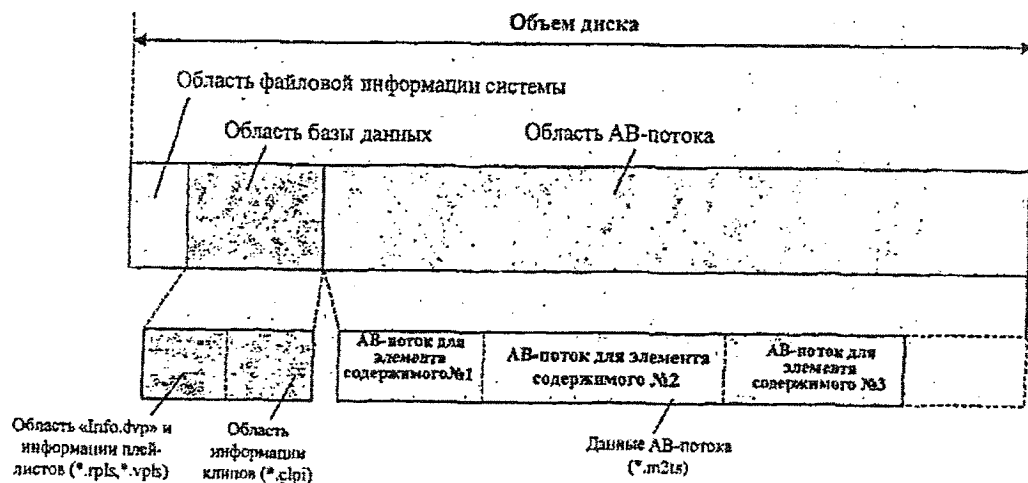 Объем диска
Область файловой информации системы
Область базы данных
Область АВ-потока
АВ-поток для
элемента
содержимого№1
АВ-поток для элемента
содержимого №2
АВ-поток для
элемента
содержимого №3
Область «Info.dvp» и
информации плей-
листов (*.rpls,*.vpls)
Область
информации
клипов (*.clpi)
Данные АВ-потока
(*.m2ts)